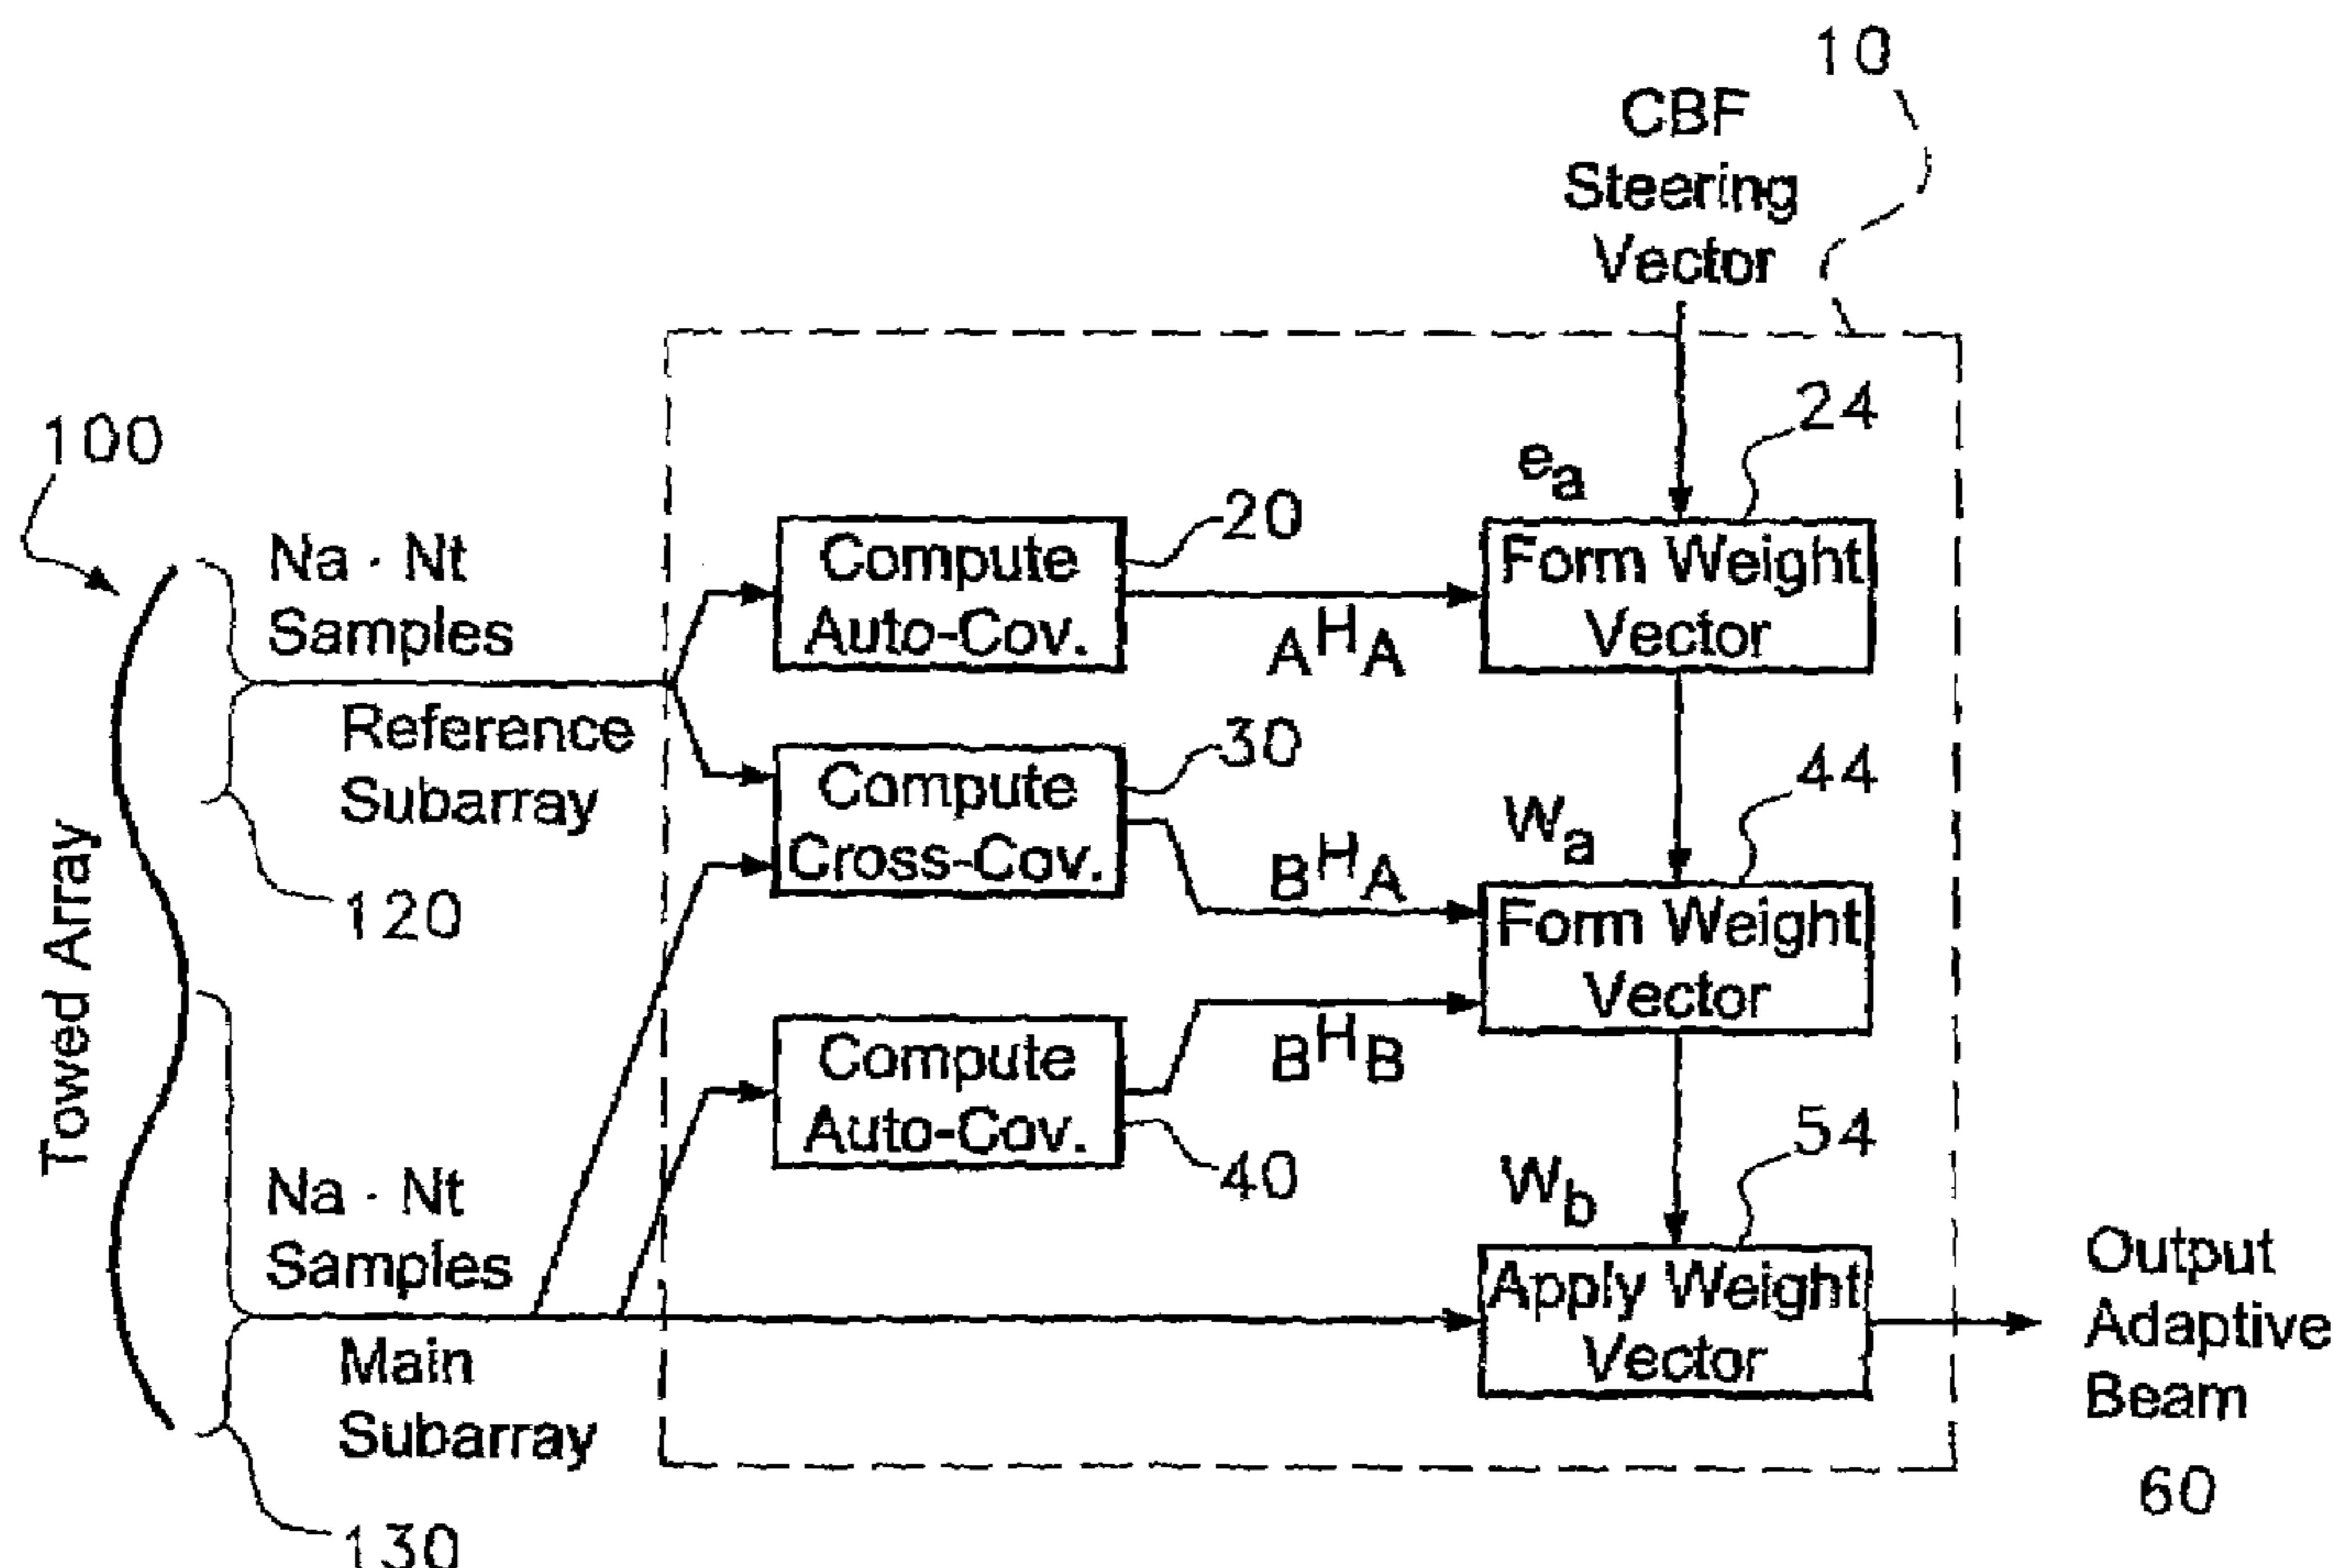 10
CBF
Steering
Vector
100
Na · Nt
Samples
Reference
Subarray
120
Towed Array
Compute
Auto-Cov.
20
A^H A
e_a
24
Form Weight
Vector
Compute
Cross-Cov.
30
B^H A
W_a
44
Form Weight
Vector
Compute
Auto-Cov.
40
B^H B
W_b
54
Na · Nt
Samples
Main
Subarray
130
Apply Weight
Vector
Output
Adaptive
Beam
60